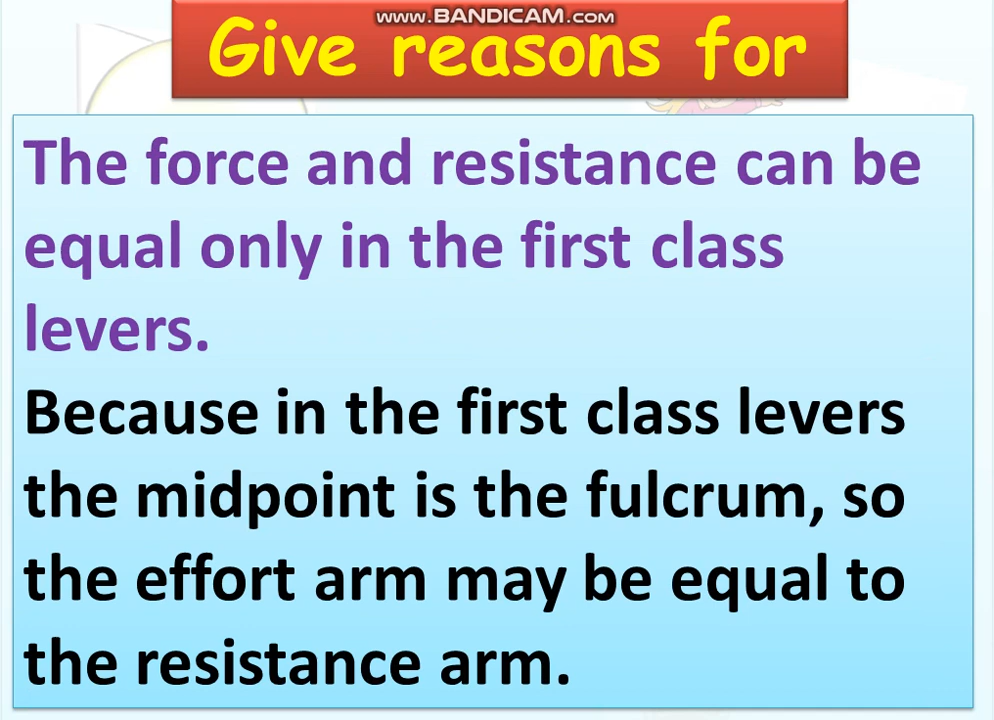 www.BANDICAM.com
Give reasons for
The force and resistance can be
equal only in the first class
levers.
Because in the first class levers
the midpoint is the fulcrum, so
the effort arm may be equal to
the resistance arm.